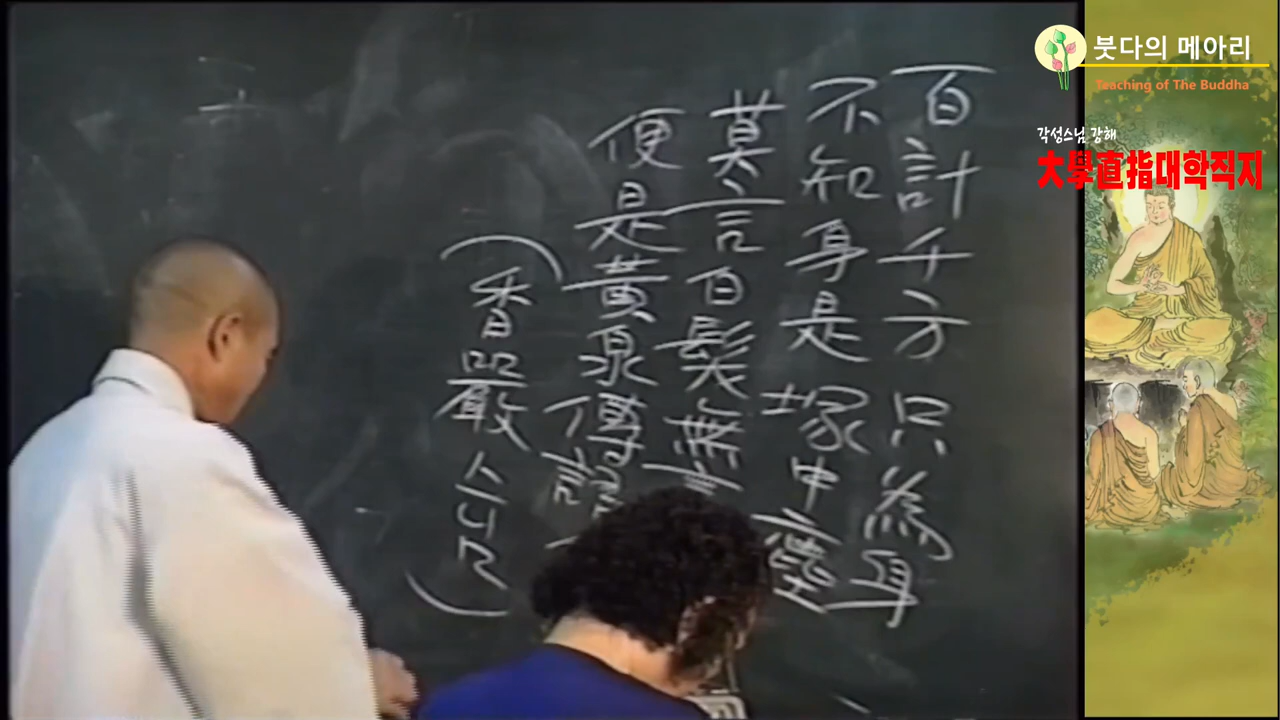 百計千方只為身
不知身是塚中塵
莫言白髮無
便是黃泉傳語
(香嚴스님)
붓다의 메아리
Teaching of The Buddha
각성스님 강해
大學直指대학직지